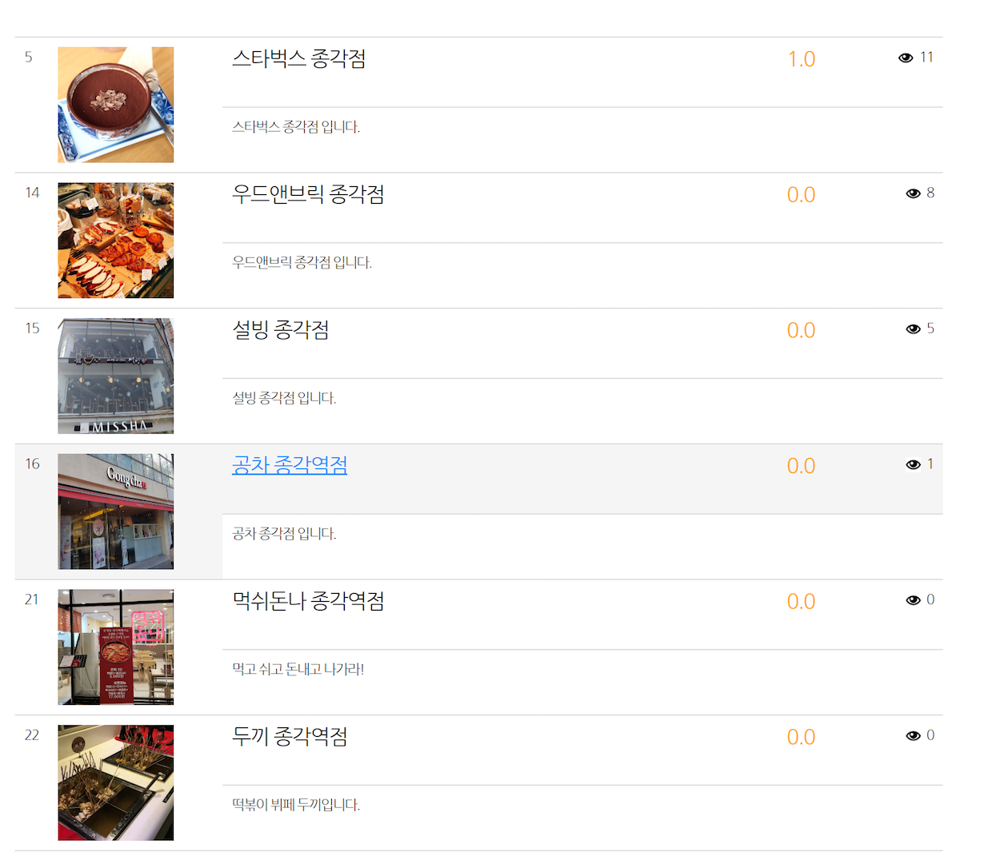 5 스타벅스 종각점 1.0 11
스타벅스 종각점 입니다.
14 우드앤브릭 종각점 0.0 8
우드앤브릭 종각점 입니다.
15 설빙 종각점 0.0 5
설빙
MISSHA
설빙 종각점 입니다.
16 공차 종각역점 0.0 1
Gong cha
공차 종각점 입니다.
21 먹쉬돈나 종각역점 0.0 0
먹고 쉬고 돈내고 나가라!
22 두끼 종각역점 0.0 0
떡볶이 뷔페 두끼입니다.